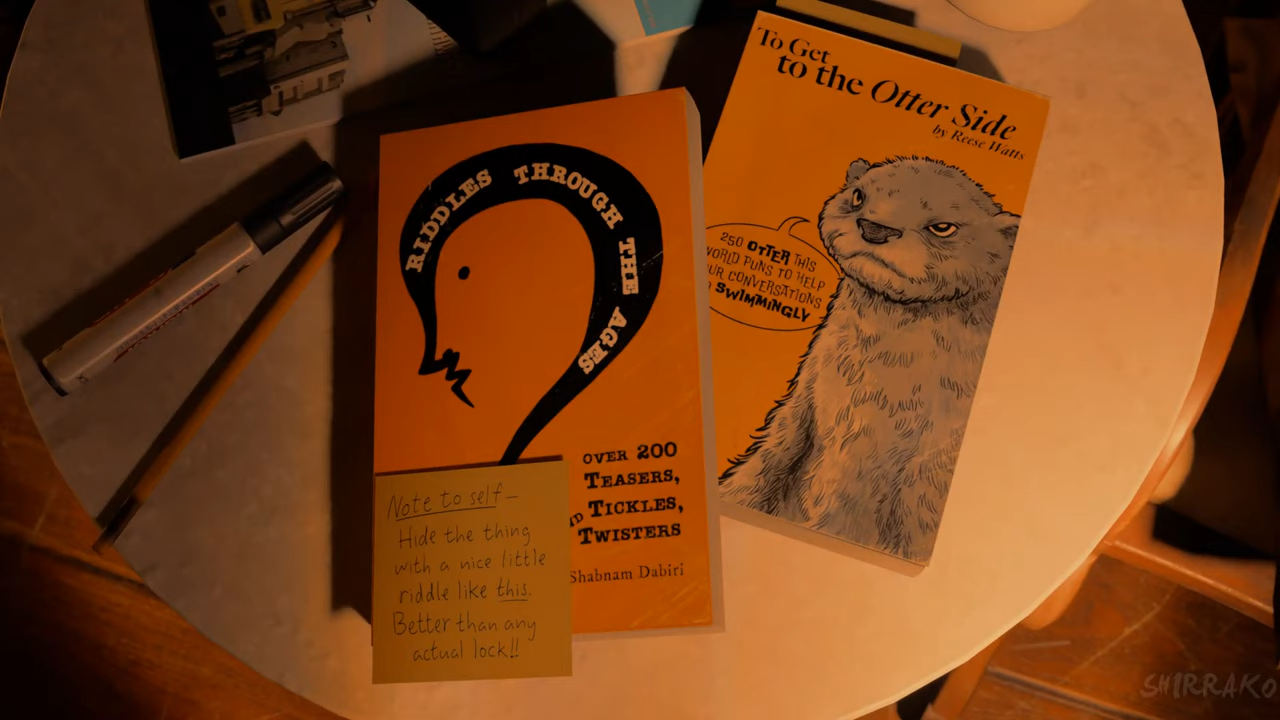 To Get
to the Otter Side
by Reese Watts
RIDDLES THROUGH THE AGES
250 OTTER THIS
WORLD PUNS TO HELP
UR CONVERSATIONS
SWIMMINGLY
OVER 200
TEASERS,
TICKLES,
TWISTERS
Shabnam Dabiri
Note to self-
Hide the thing
with a nice little
riddle like this.
Better than any
actual lock!!
SHIRRAKO